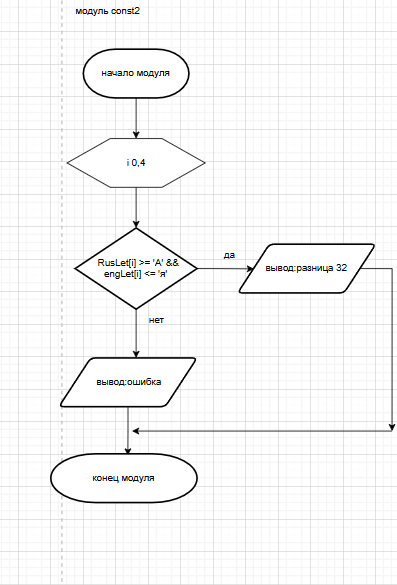 модуль const2
начало модуля
i 0,4
RusLet[i] >= 'A' &&
engLet[i] <= 'я'
да
вывод:разница 32
нет
вывод:ошибка
конец модуля